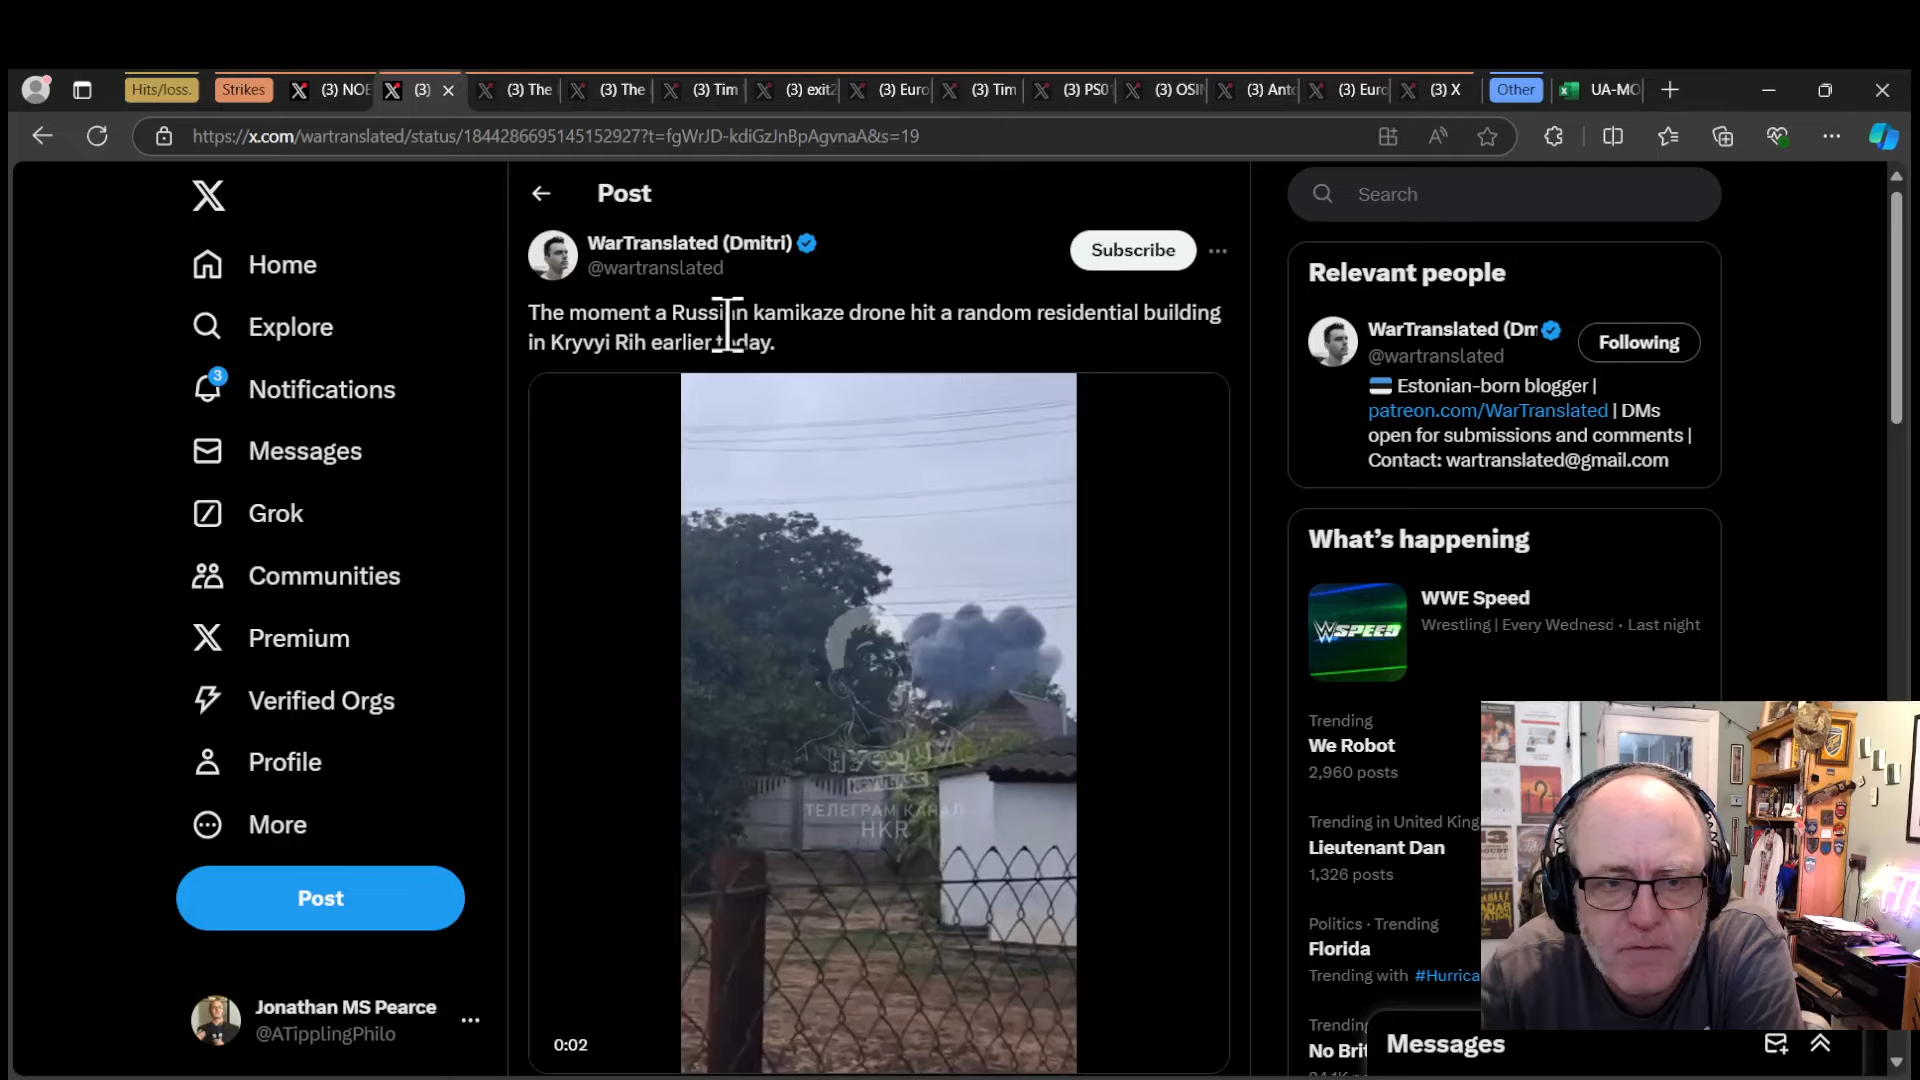 Hits/loss.
Strikes
(3) NOE
(3)
(3) The
(3) The
(3) Tim
(3) exit
(3) Euro
(3) Tim
(3) PS01
(3) OSIN
(3) Anto
(3) Euro
(3) X
Other
UA-MO
https://x.com/wartranslated/status/1844286695145152927?t=fgWrJD-kdiGzJnBpAgvnaA&s=19
Home
Explore
3
Notifications
Messages
Grok
Communities
Premium
Verified Orgs
Profile
More
Post
Jonathan MS Pearce
@ATipplingPhilo
Post
WarTranslated (Dmitri)
@wartranslated
Subscribe
The moment a Russian kamikaze drone hit a random residential building
in Kryvyi Rih earlier today.
ТЕЛЕГРАМ КАНАЛ
HKR
0:02
Search
Relevant people
WarTranslated (Dm
@wartranslated
Following
Estonian-born blogger |
patreon.com/WarTranslated | DMs
open for submissions and comments |
Contact: wartranslated@gmail.com
What's happening
WSPEED
WWE Speed
Wrestling | Every Wednesd · Last night
Trending
We Robot
2,960 posts
Trending in United King
Lieutenant Dan
1,326 posts
Politics · Trending
Florida
Trending with #Hurrica
Trending
No Brit
Messages